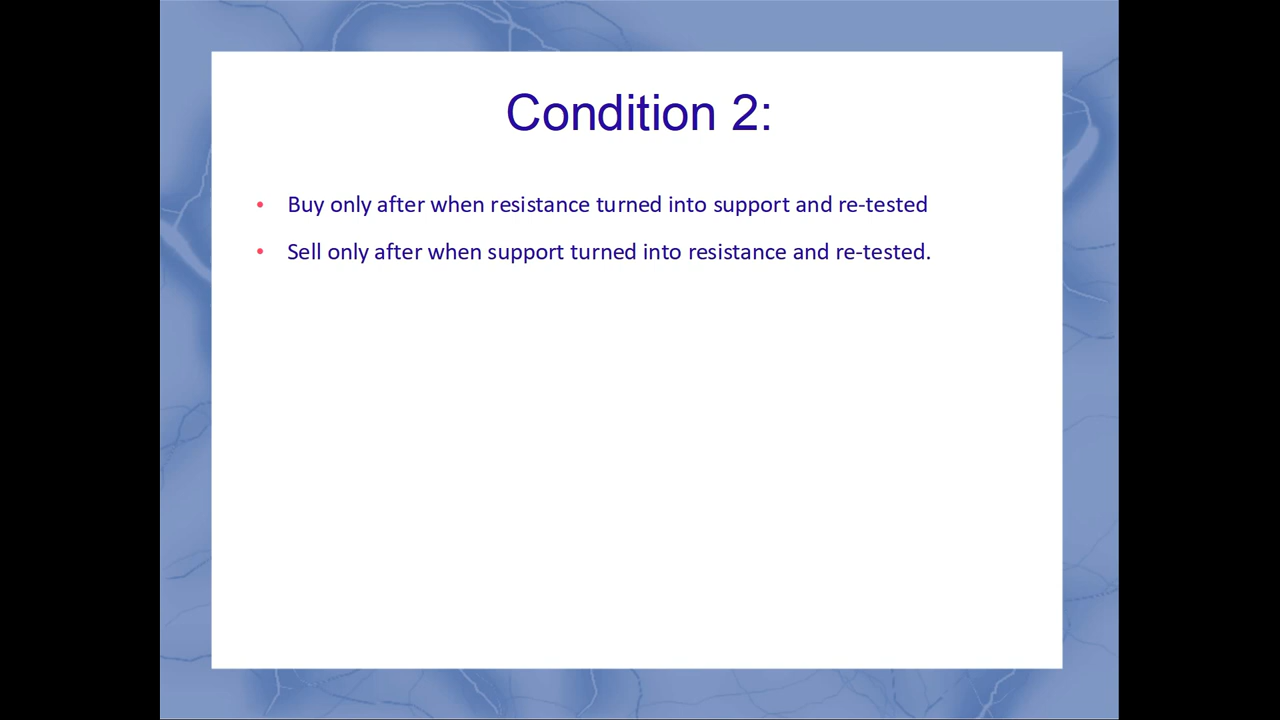 Condition 2:
• Buy only after when resistance turned into support and re-tested
• Sell only after when support turned into resistance and re-tested.